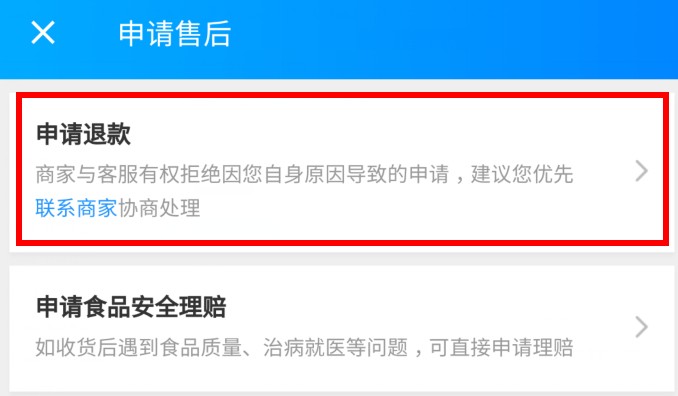 申请售后
申请退款
商家与客服有权拒绝因您自身原因导致的申请，建议您优先
联系商家协商处理
申请食品安全理赔
如收货后遇到食品质量、治病就医等问题，可直接申请理赔